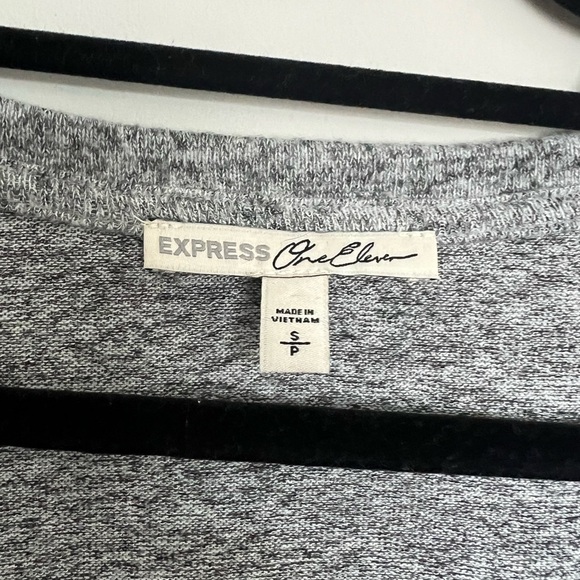 EXPRESS One Eleven
MADE IN
VIETNAM
S
P